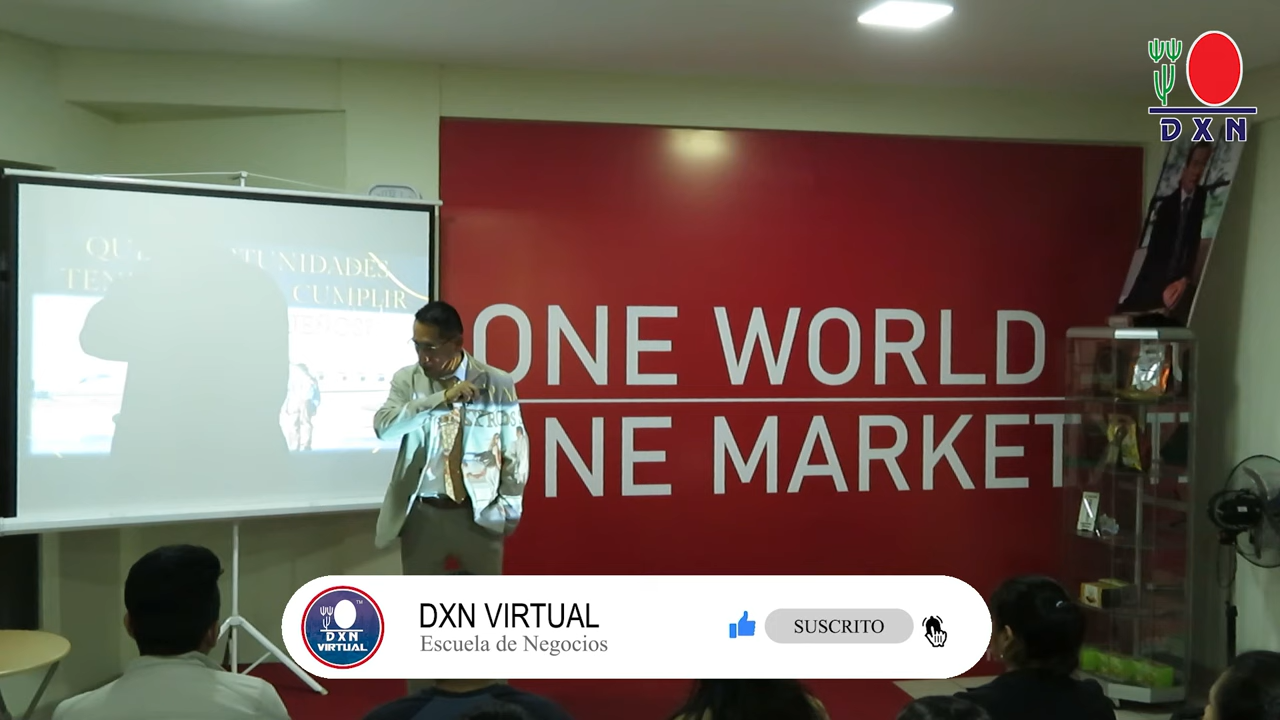 DXN
TUNIDADES
CUMPLIR
ONE WORLD
ONE MARKET
DXN
VIRTUAL
DXN VIRTUAL
Escuela de Negocios
SUSCRITO